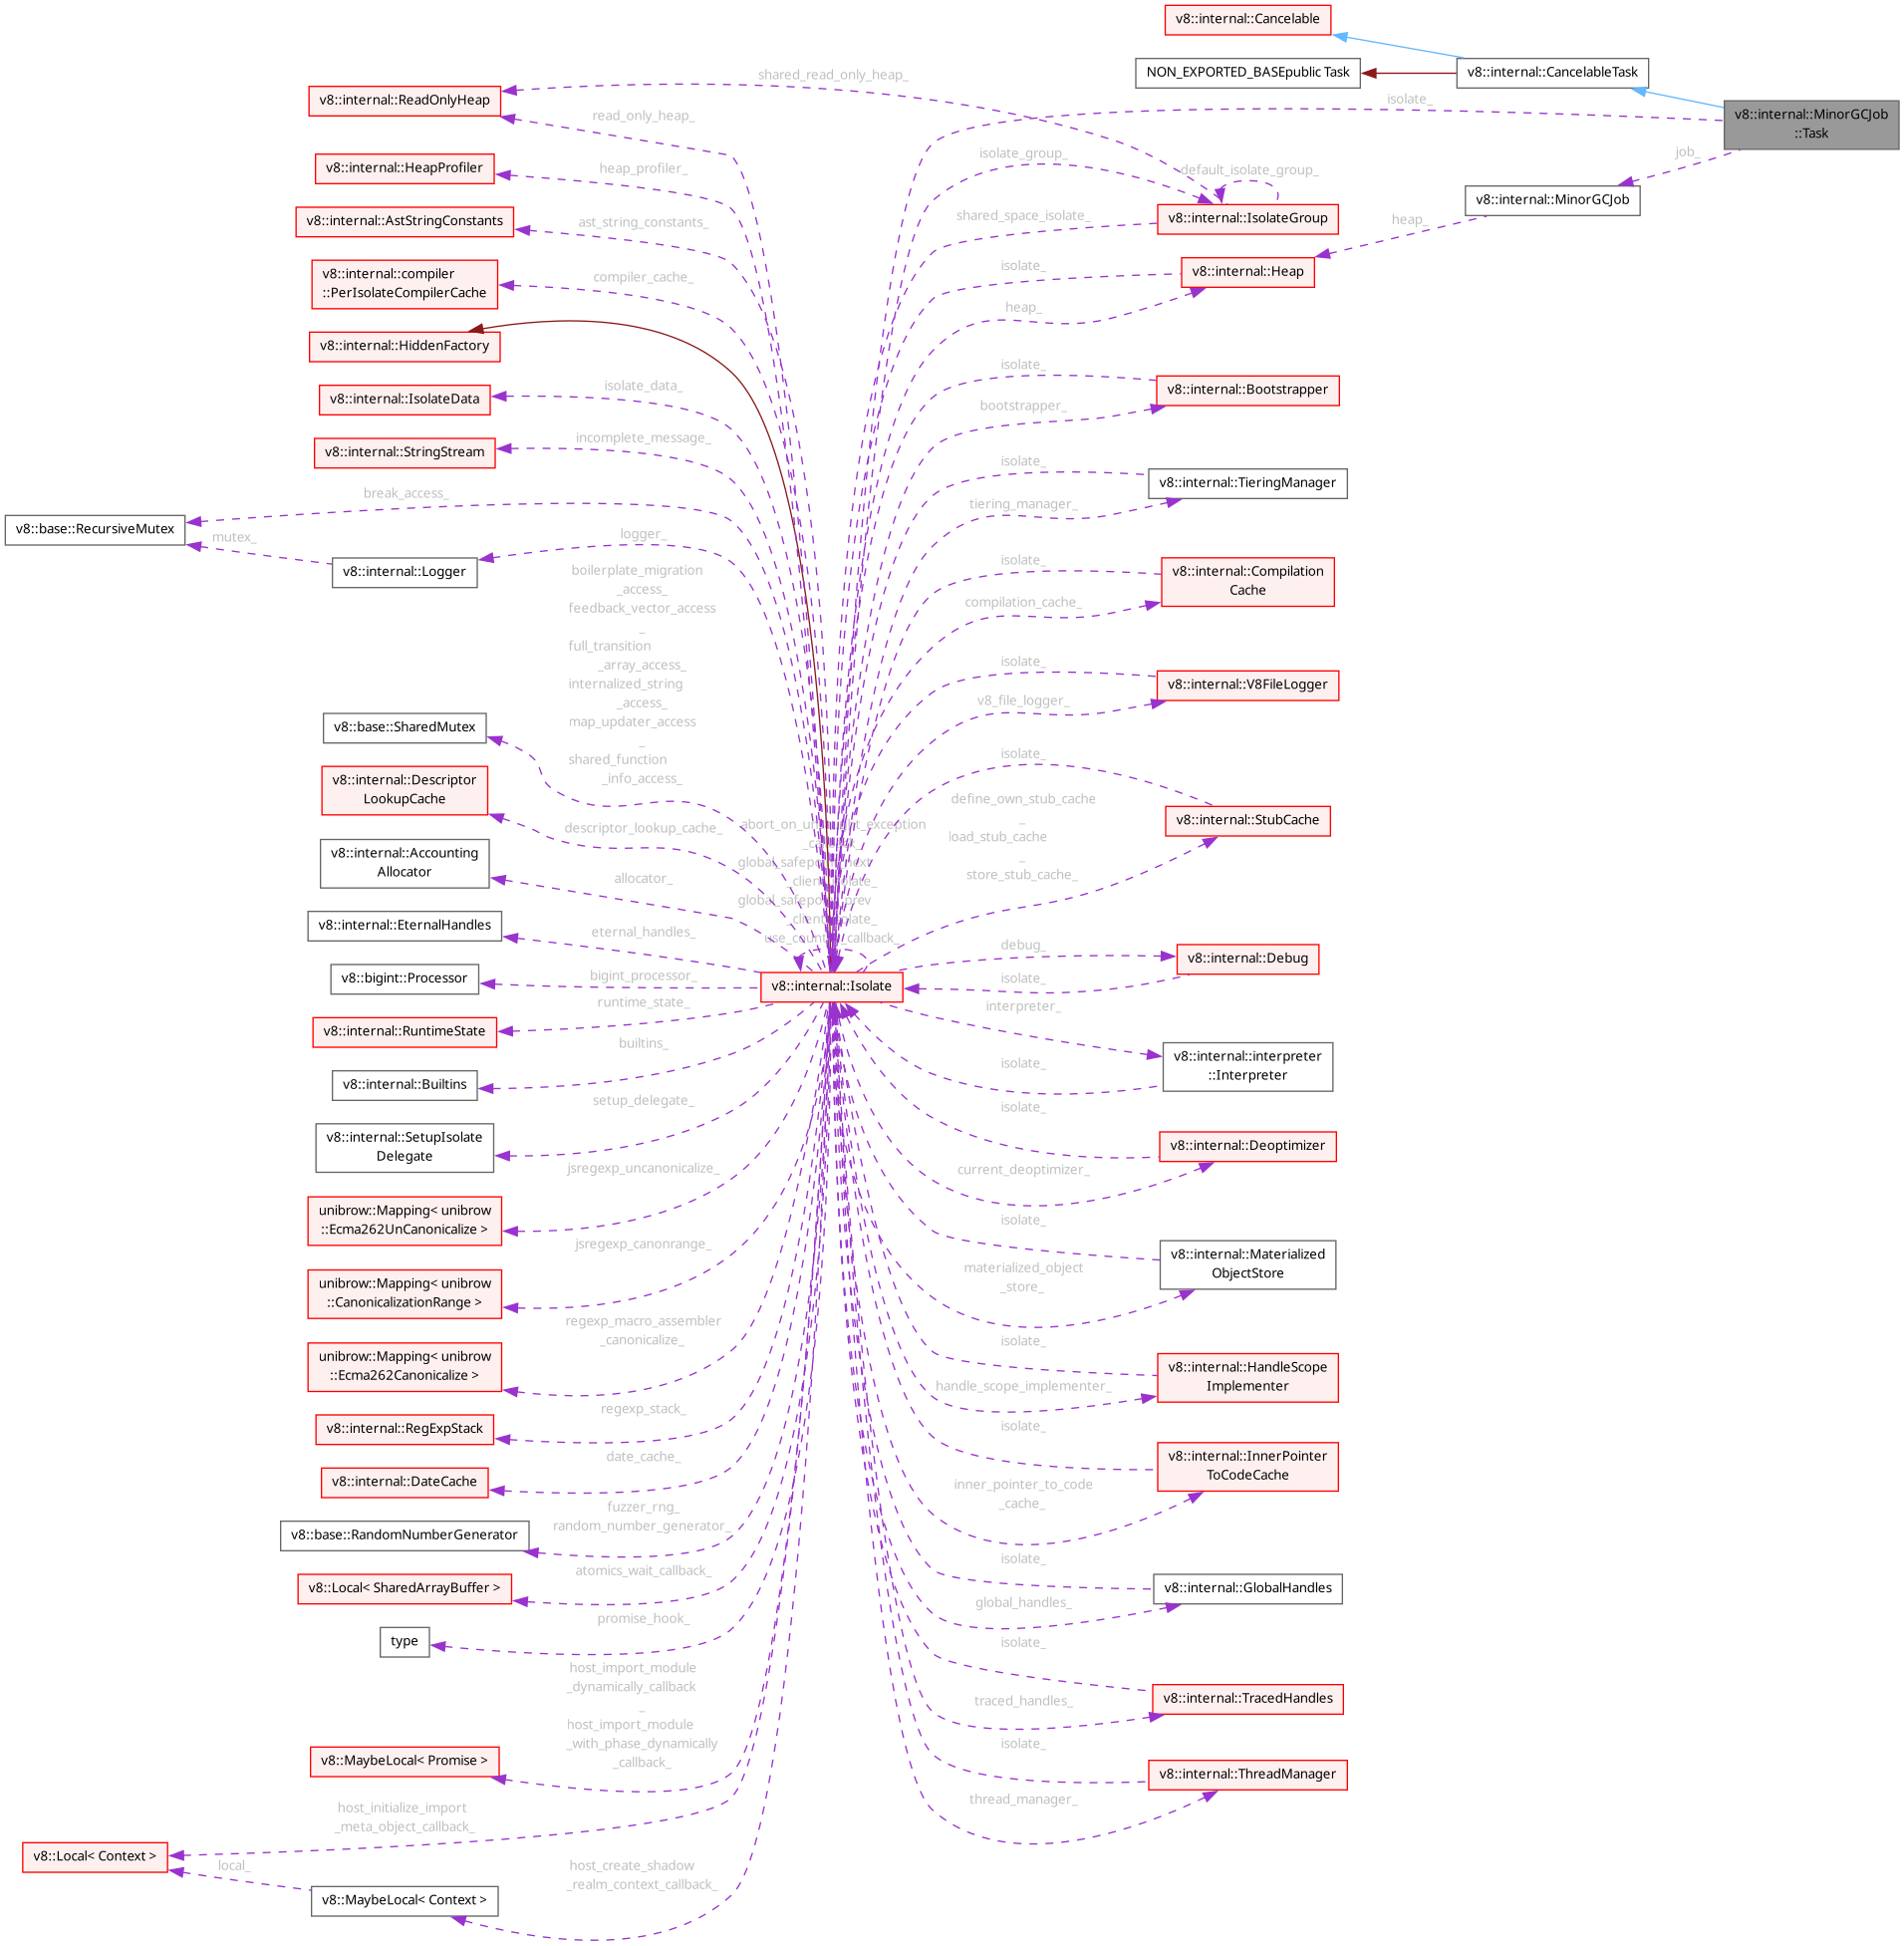 v8::internal::Cancelable
NON_EXPORTED_BASEpublic Task
v8::internal::CancelableTask
shared_read_only_heap_
v8::internal::ReadOnlyHeap
isolate_
v8::internal::MinorGCJob
::Task
read_only_heap_
isolate_group_
job_
v8::internal::HeapProfiler
heap_profiler_
default_isolate_group_
v8::internal::MinorGCJob
v8::internal::AstStringConstants
ast_string_constants_
shared_space_isolate_
v8::internal::IsolateGroup
heap_
v8::internal::compiler
::PerIsolateCompilerCache
compiler_cache_
isolate_
v8::internal::Heap
heap_
v8::internal::HiddenFactory
v8::internal::IsolateData
isolate_data_
isolate_
bootstrapper_
v8::internal::Bootstrapper
v8::internal::StringStream
incomplete_message_
isolate_
tiering_manager_
v8::internal::TieringManager
break_access_
v8::base::RecursiveMutex
mutex_
logger_
v8::internal::Logger
isolate_
compilation_cache_
v8::internal::Compilation
Cache
boilerplate_migration
_access_
feedback_vector_access
_
full_transition
_array_access_
internalized_string
_access_
map_updater_access
_
shared_function
_info_access_
isolate_
v8_file_logger_
v8::internal::V8FileLogger
v8::base::SharedMutex
v8::internal::Descriptor
LookupCache
descriptor_lookup_cache_
isolate_
define_own_stub_cache
_
load_stub_cache
_
store_stub_cache_
v8::internal::StubCache
v8::internal::Accounting
Allocator
allocator_
use_counter_callback_
v8::internal::EternalHandles
eternal_handles_
v8::bigint::Processor
bigint_processor_
v8::internal::Isolate
debug_
isolate_
v8::internal::Debug
v8::internal::RuntimeState
runtime_state_
interpreter_
isolate_
v8::internal::interpreter
::Interpreter
v8::internal::Builtins
builtins_
v8::internal::SetupIsolate
Delegate
setup_delegate_
isolate_
current_deoptimizer_
v8::internal::Deoptimizer
unibrow::Mapping< unibrow
::Ecma262UnCanonicalize >
jsregexp_uncanonicalize_
isolate_
materialized_object
_store_
v8::internal::Materialized
ObjectStore
unibrow::Mapping< unibrow
::CanonicalizationRange >
jsregexp_canonrange_
unibrow::Mapping< unibrow
::Ecma262Canonicalize >
regexp_macro_assembler
_canonicalize_
isolate_
handle_scope_implementer_
v8::internal::HandleScope
Implementer
v8::internal::RegExpStack
regexp_stack_
isolate_
inner_pointer_to_code
_cache_
v8::internal::InnerPointer
ToCodeCache
v8::internal::DateCache
date_cache_
v8::base::RandomNumberGenerator
fuzzer_rng_
random_number_generator_
isolate_
global_handles_
v8::internal::GlobalHandles
v8::Local< SharedArrayBuffer >
atomics_wait_callback_
type
promise_hook_
isolate_
traced_handles_
v8::internal::TracedHandles
v8::MaybeLocal< Promise >
host_import_module
_dynamically_callback
_
host_import_module
_with_phase_dynamically
_callback_
isolate_
thread_manager_
v8::internal::ThreadManager
host_initialize_import
_meta_object_callback_
v8::Local< Context >
local_
v8::MaybeLocal< Context >
host_create_shadow
_realm_context_callback_